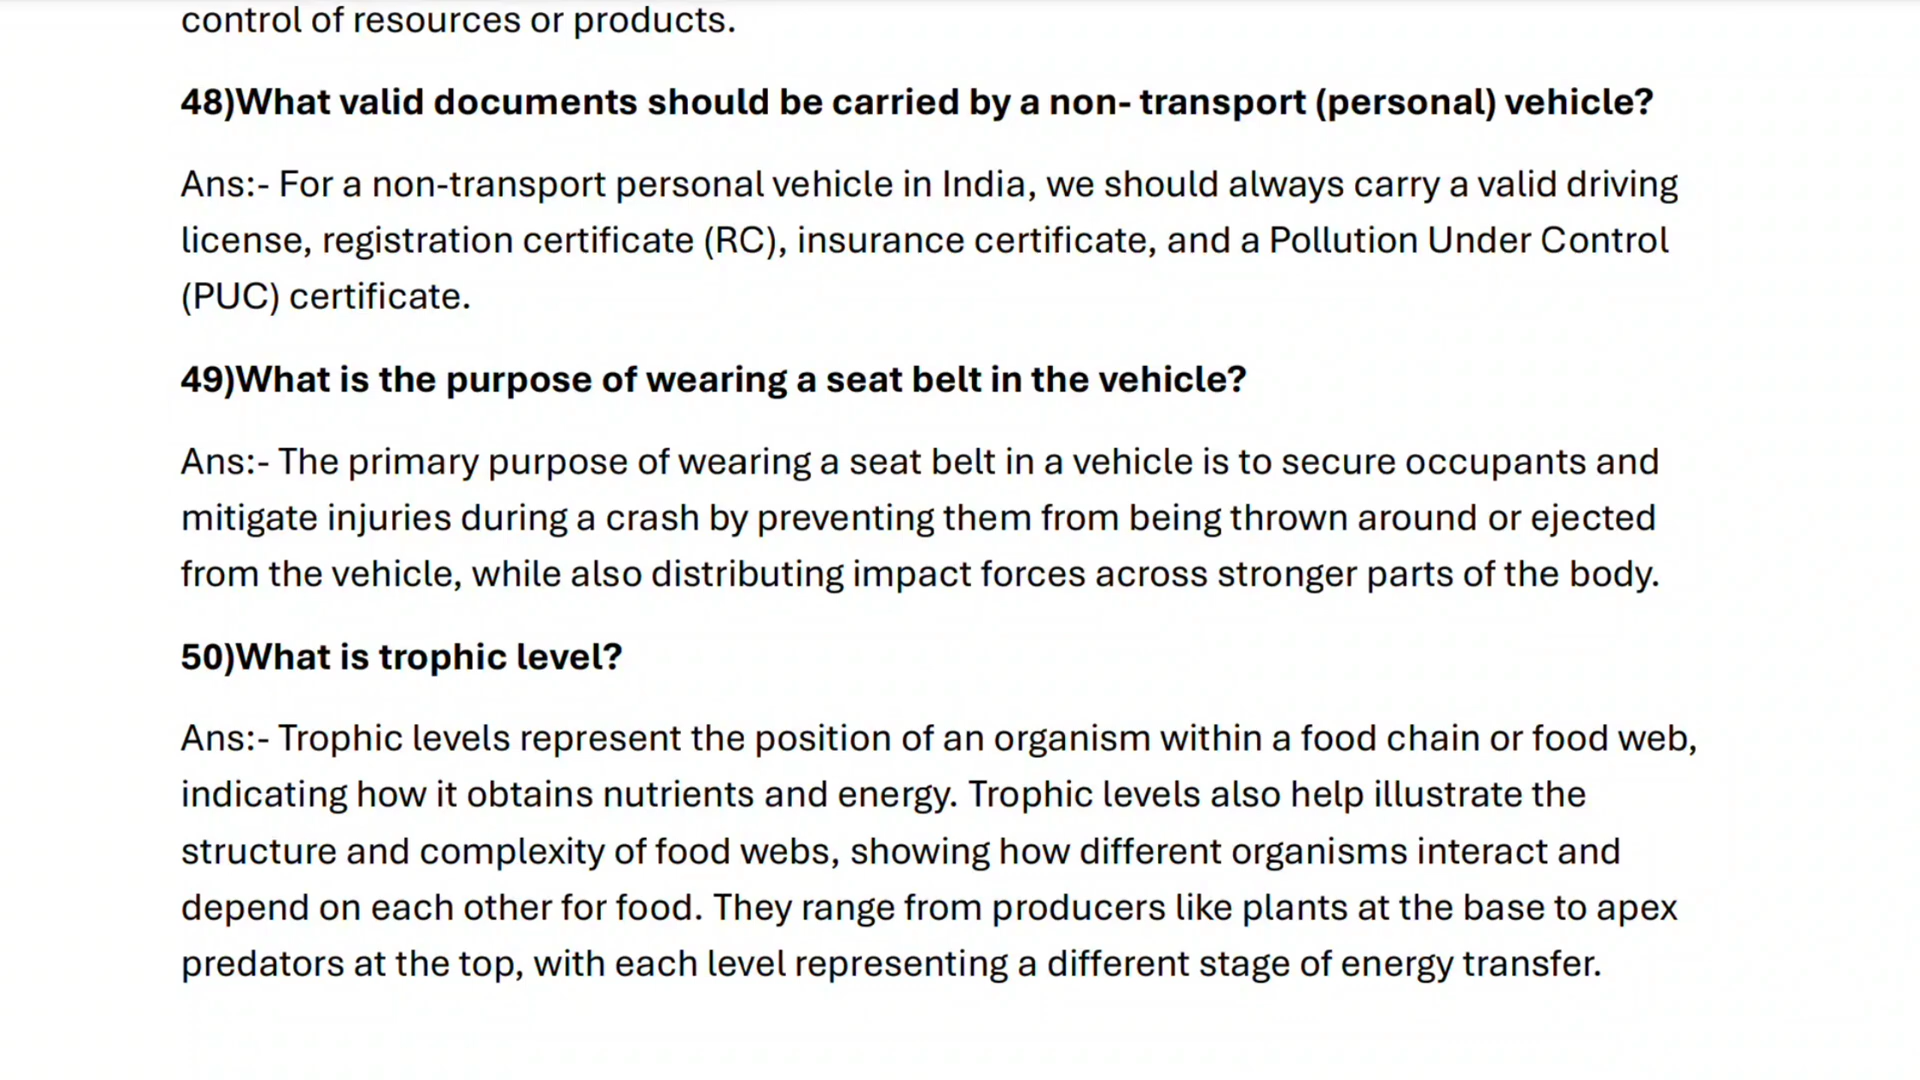 control of resources or products.
48)What valid documents should be carried by a non- transport (personal) vehicle?
Ans:- For a non-transport personal vehicle in India, we should always carry a valid driving
license, registration certificate (RC), insurance certificate, and a Pollution Under Control
(PUC) certificate.
49)What is the purpose of wearing a seat belt in the vehicle?
Ans:- The primary purpose of wearing a seat belt in a vehicle is to secure occupants and
mitigate injuries during a crash by preventing them from being thrown around or ejected
from the vehicle, while also distributing impact forces across stronger parts of the body.
50)What is trophic level?
Ans:- Trophic levels represent the position of an organism within a food chain or food web,
indicating how it obtains nutrients and energy. Trophic levels also help illustrate the
structure and complexity of food webs, showing how different organisms interact and
depend on each other for food. They range from producers like plants at the base to apex
predators at the top, with each level representing a different stage of energy transfer.